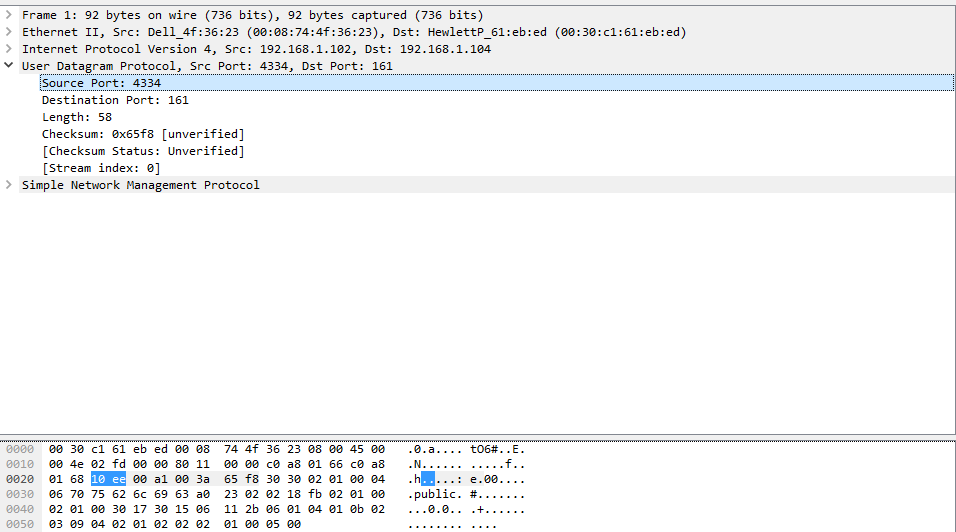 Frame 1: 92 bytes on wire (736 bits), 92 bytes captured (736 bits)
Ethernet II, Src: Dell_4f:36:23 (00:08:74:4f:36:23), Dst: HewlettP_61:eb:ed (00:30:c1:61:eb:ed)
Internet Protocol Version 4, Src: 192.168.1.102, Dst: 192.168.1.104
User Datagram Protocol, Src Port: 4334, Dst Port: 161
Source Port: 4334
Destination Port: 161
Length: 58
Checksum: 0x65f8 [unverified]
[Checksum Status: Unverified]
[Stream index: 0]
Simple Network Management Protocol
0000 00 30 c1 61 eb ed 00 08 74 4f 36 23 08 00 45 00 .0.a.... tO6#..E.
0010 00 4e 02 fd 00 00 80 11 00 00 c0 a8 01 66 c0 a8 .N...... .....f..
0020 01 68 10 ee 00 a1 00 3a 65 f8 30 30 02 01 00 04 .h.....: e.00....
0030 06 70 75 62 6c 69 63 a0 23 02 02 18 fb 02 01 00 .public. #.......
0040 02 01 00 30 17 30 15 06 11 2b 06 01 04 01 0b 02 ...0.0.. .+......
0050 03 09 04 02 01 02 02 02 01 00 05 00 ........ ....